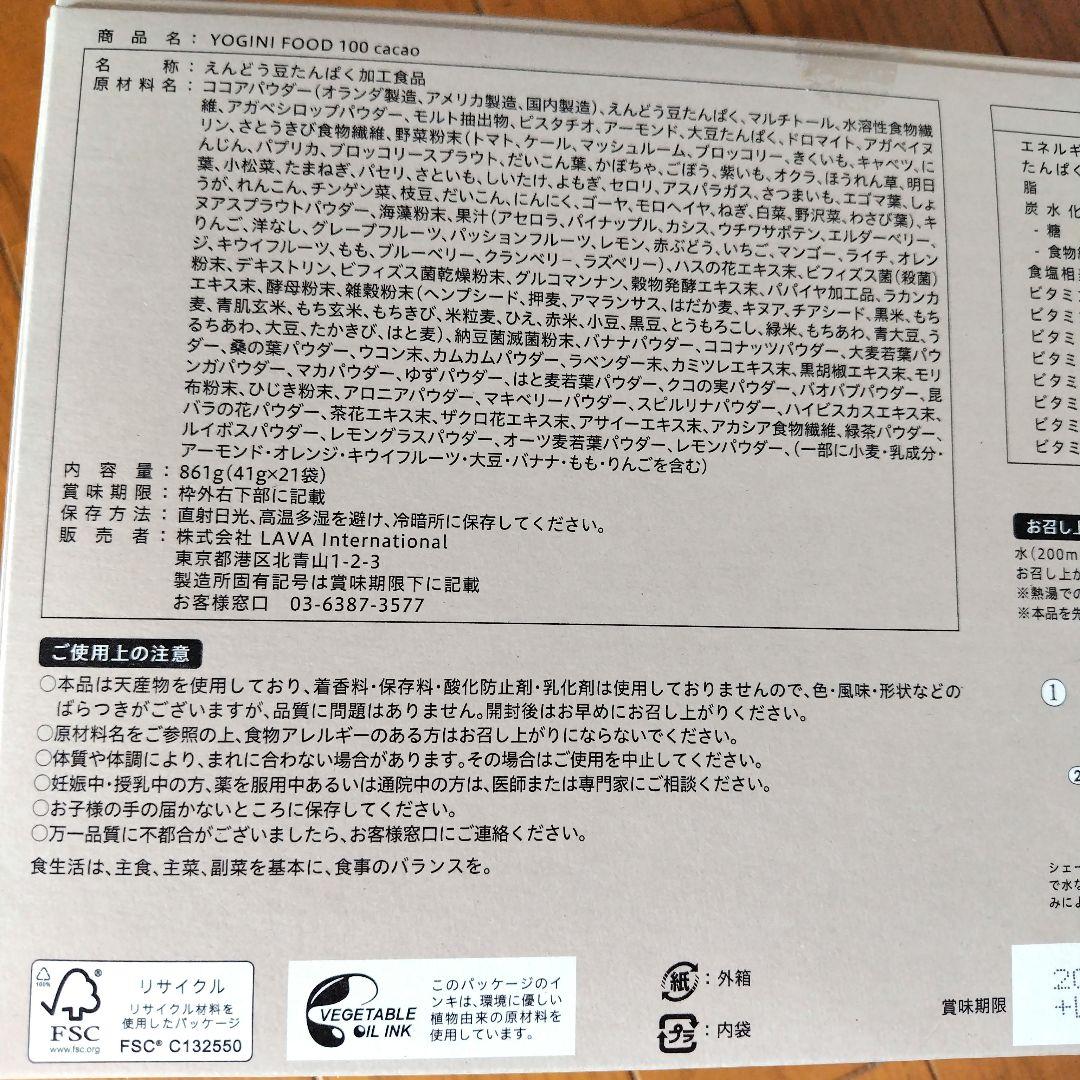 商品名：YOGINI FOOD 100 cacao
名称：えんどう豆たんぱく加工食品
原材料名：ココアパウダー(オランダ製造、アメリカ製造、国内製造)、えんどう豆たんぱく、マルチトール、水溶性食物繊
維、アガベシロップパウダー、モルト抽出物、ピスタチオ、アーモンド、大豆たんぱく、ドロマイト、アガベイヌ
リン、さとうきび食物繊維、野菜粉末(トマト、ケール、マッシュルーム、ブロッコリー、きくいも、キャベツ、に
んじん、パプリカ、ブロッコリースプラウト、だいこん葉、かぼちゃ、ごぼう、紫いも、オクラ、ほうれん草、明日
葉、小松菜、たまねぎ、パセリ、さといも、しいたけ、よもぎ、セロリ、アスパラガス、さつまいも、エゴマ葉、しょ
うが、れんこん、チンゲン菜、枝豆、だいこん、にんにく、ゴーヤ、モロヘイヤ、ねぎ、白菜、野沢菜、わさび葉)、キ
ヌアスプラウトパウダー、海藻粉末、果汁(アセロラ、パイナップル、カシス、ウチワサボテン、エルダーベリー、
りんご、洋なし、グレープフルーツ、パッションフルーツ、レモン、赤ぶどう、いちご、マンゴー、ライチ、オレン
ジ、キウイフルーツ、もも、ブルーベリー、クランベリー、ラズベリー)、ハスの花エキス末、ビフィズス菌(殺菌)
粉末、デキストリン、ビフィズス菌乾燥粉末、グルコマンナン、穀物発酵エキス末、パパイヤ加工品、ラカンカ
エキス末、酵母粉末、雑穀粉末(ヘンプシード、押麦、アマランサス、はだか麦、キヌア、チアシード、黒米、もち
麦、青肌玄米、もち玄米、もちきび、米粒麦、ひえ、赤米、小豆、黒豆、とうもろこし、緑米、もちあわ、青大豆、う
るちあわ、大豆、たかきび、はと麦)、納豆菌滅菌粉末、バナナパウダー、ココナッツパウダー、大麦若葉パウ
ダー、桑の葉パウダー、ウコン末、カムカムパウダー、ラベンダー末、カミツレエキス末、黒胡椒エキス末、モリ
ンガパウダー、マカパウダー、ゆずパウダー、はと麦若葉パウダー、クコの実パウダー、バオバブパウダー、昆
布粉末、ひじき粉末、アロニアパウダー、マキベリーパウダー、スピルリナパウダー、ハイビスカスエキス末、
バラの花パウダー、茶花エキス末、ザクロ花エキス末、アサイーエキス末、アカシア食物繊維、緑茶パウダー、
ルイボスパウダー、レモングラスパウダー、オーツ麦若葉パウダー、レモンパウダー、(一部に小麦・乳成分・
アーモンド・オレンジ・キウイフルーツ・大豆・バナナ・もも・りんごを含む)
内容量：861g(41g×21袋)
賞味期限：枠外右下部に記載
保存方法：直射日光、高温多湿を避け、冷暗所に保存してください。
販売者：株式会社 LAVA International
東京都港区北青山1-2-3
製造所固有記号は賞味期限下に記載
お客様窓口 03-6387-3577
ご使用上の注意
○本品は天産物を使用しており、着香料・保存料・酸化防止剤・乳化剤は使用しておりませんので、色・風味・形状などの
ばらつきがございますが、品質に問題はありません。開封後はお早めにお召し上がりください。
○原材料名をご参照の上、食物アレルギーのある方はお召し上がりにならないでください。
○体質や体調により、まれに合わない場合があります。その場合はご使用を中止してください。
○妊娠中・授乳中の方、薬を服用中あるいは通院中の方は、医師または専門家にご相談ください。
○お子様の手の届かないところに保存してください。
○万一品質に不都合がございましたら、お客様窓口にご連絡ください。
食生活は、主食、主菜、副菜を基本に、食事のバランスを。
100%
FSC®
www.fsc.org
リサイクル
リサイクル材料を
使用したパッケージ
FSC® C132550
VEGETABLE
OIL INK
このパッケージのイ
ンキは、環境に優しい
植物由来の原材料を
使用しています。
紙：外箱
プラ：内袋
賞味期限
20
+L
エネルギ
たんぱく
脂
炭水化
- 糖
- 食物
食塩相
ビタミ
ビタミ
ビタミ
ビタミ
ビタミ
ビタミ
ビタミ
ビタミ
お召し上
水(200m
お召し上が
※熱湯での
※本品を先
①
②
シェー
で水な
みによ